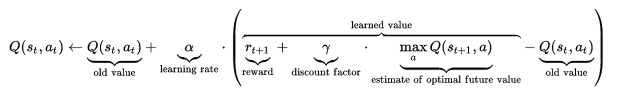 learned value
Q(s_t, a_t) ← Q(s_t, a_t) + α · ( r_{t+1} + γ · max_a Q(s_{t+1}, a) − Q(s_t, a_t) )
old value learning rate reward discount factor estimate of optimal future value old value